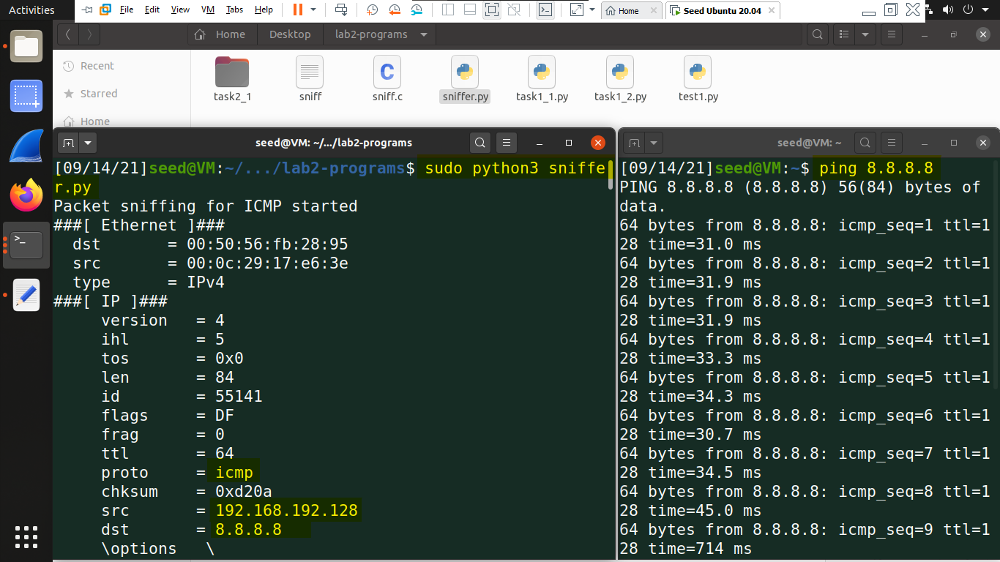 Activities
File Edit View VM Tabs Help
Home
Seed Ubuntu 20.04
Home Desktop lab2-programs
Recent
Starred
Home
task2_1 sniff sniff.c sniffer.py task1_1.py task1_2.py test1.py
C
seed@VM: ~/.../lab2-programs
[09/14/21]seed@VM:~/.../lab2-programs$ sudo python3 sniffe
r.py
Packet sniffing for ICMP started
###[ Ethernet ]###
dst = 00:50:56:fb:28:95
src = 00:0c:29:17:e6:3e
type = IPv4
###[ IP ]###
version = 4
ihl = 5
tos = 0x0
len = 84
id = 55141
flags = DF
frag = 0
ttl = 64
proto = icmp
chksum = 0xd20a
src = 192.168.192.128
dst = 8.8.8.8
\options \
seed@VM: ~
[09/14/21]seed@VM:~$ ping 8.8.8.8
PING 8.8.8.8 (8.8.8.8) 56(84) bytes of
data.
64 bytes from 8.8.8.8: icmp_seq=1 ttl=1
28 time=31.0 ms
64 bytes from 8.8.8.8: icmp_seq=2 ttl=1
28 time=31.9 ms
64 bytes from 8.8.8.8: icmp_seq=3 ttl=1
28 time=31.9 ms
64 bytes from 8.8.8.8: icmp_seq=4 ttl=1
28 time=33.3 ms
64 bytes from 8.8.8.8: icmp_seq=5 ttl=1
28 time=34.3 ms
64 bytes from 8.8.8.8: icmp_seq=6 ttl=1
28 time=30.7 ms
64 bytes from 8.8.8.8: icmp_seq=7 ttl=1
28 time=34.5 ms
64 bytes from 8.8.8.8: icmp_seq=8 ttl=1
28 time=45.0 ms
64 bytes from 8.8.8.8: icmp_seq=9 ttl=1
28 time=714 ms